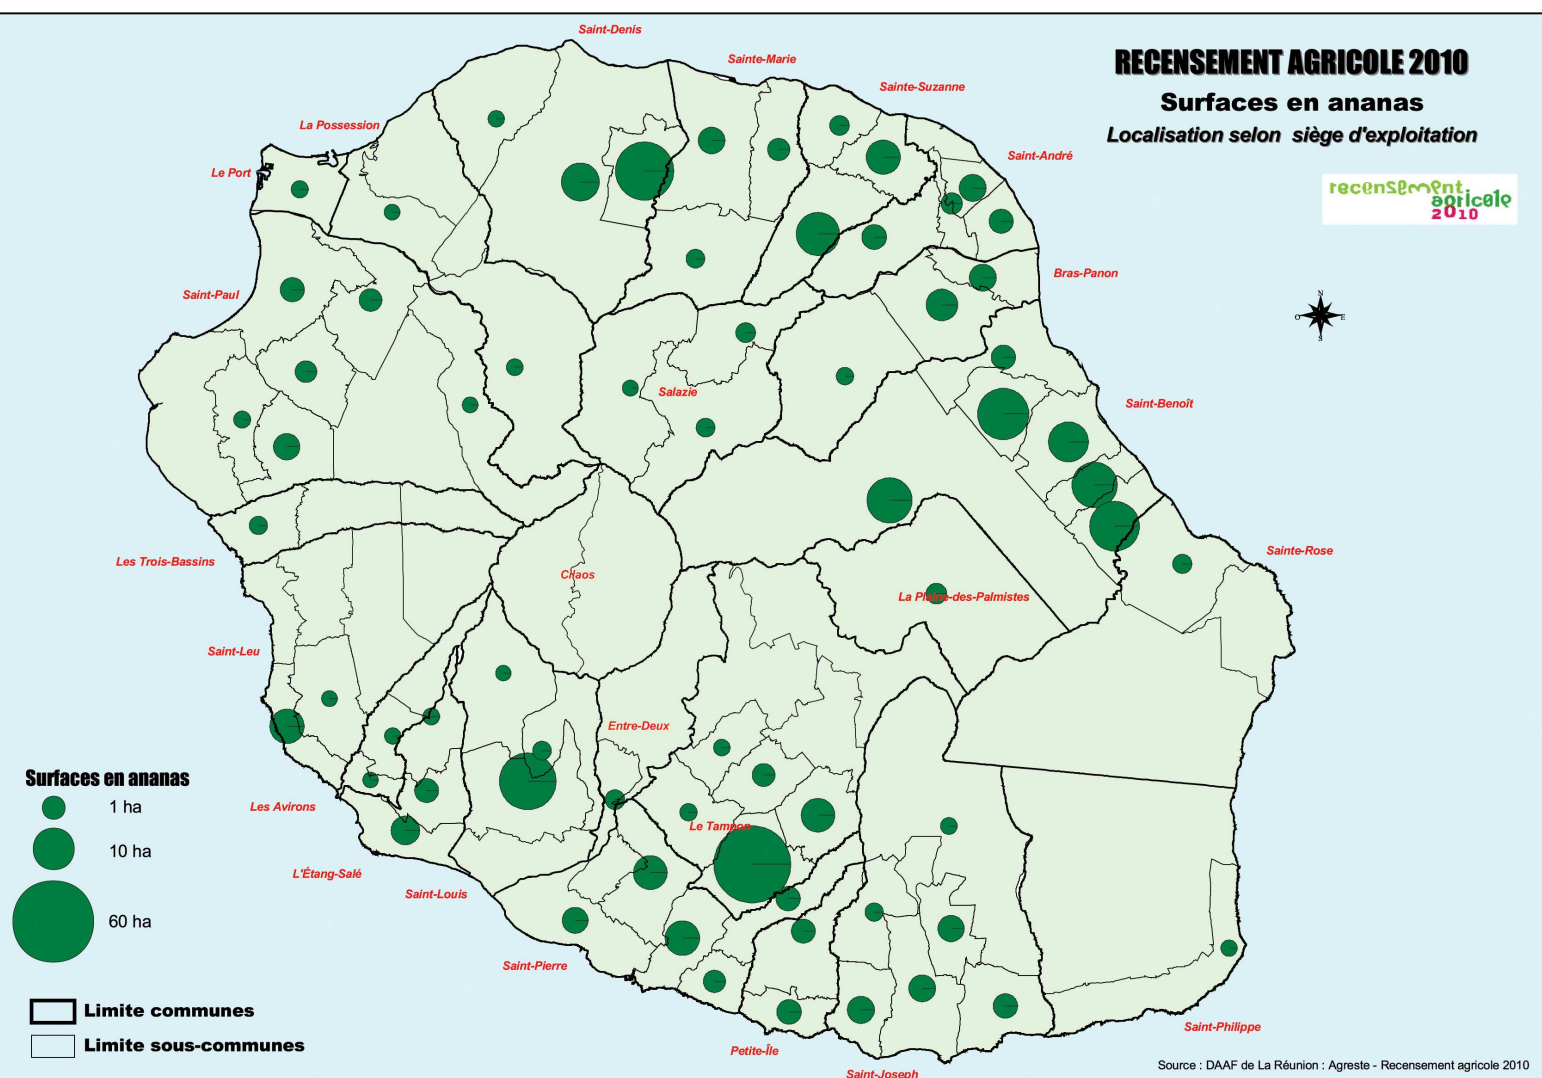 RECENSEMENT AGRICOLE 2010
Surfaces en ananas
Localisation selon siège d'exploitation
recensement
agricole
2010
N
O
E
S
Saint-Denis
Sainte-Marie
Sainte-Suzanne
La Possession
Saint-André
Le Port
Bras-Panon
Saint-Paul
Salazie
Saint-Benoît
Sainte-Rose
Les Trois-Bassins
Cilaos
La Plaine-des-Palmistes
Saint-Leu
Entre-Deux
Les Avirons
Le Tampon
L'Étang-Salé
Saint-Louis
Saint-Pierre
Saint-Philippe
Petite-Île
Saint-Joseph
Surfaces en ananas
1 ha
10 ha
60 ha
Limite communes
Limite sous-communes
Source : DAAF de La Réunion : Agreste - Recensement agricole 2010